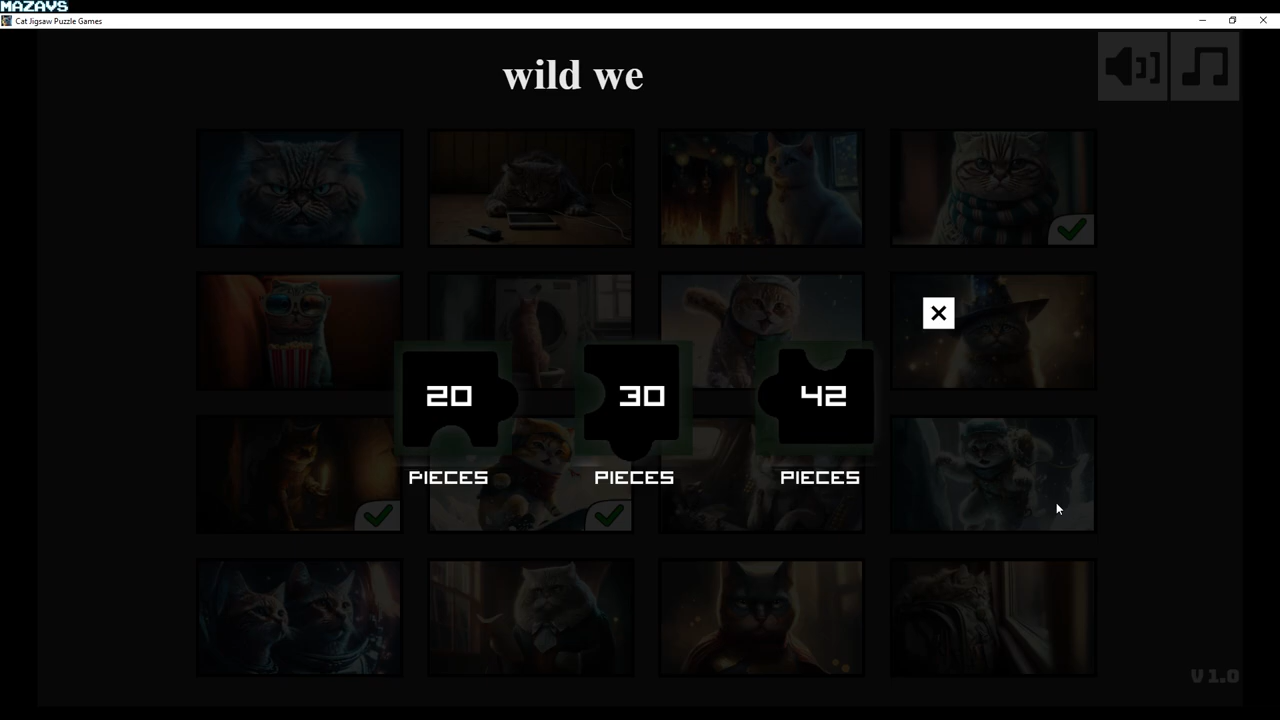 MAZAVS
Cat Jigsaw Puzzle Games
wild we
20
30
42
PIECES
PIECES
PIECES
V 1.0